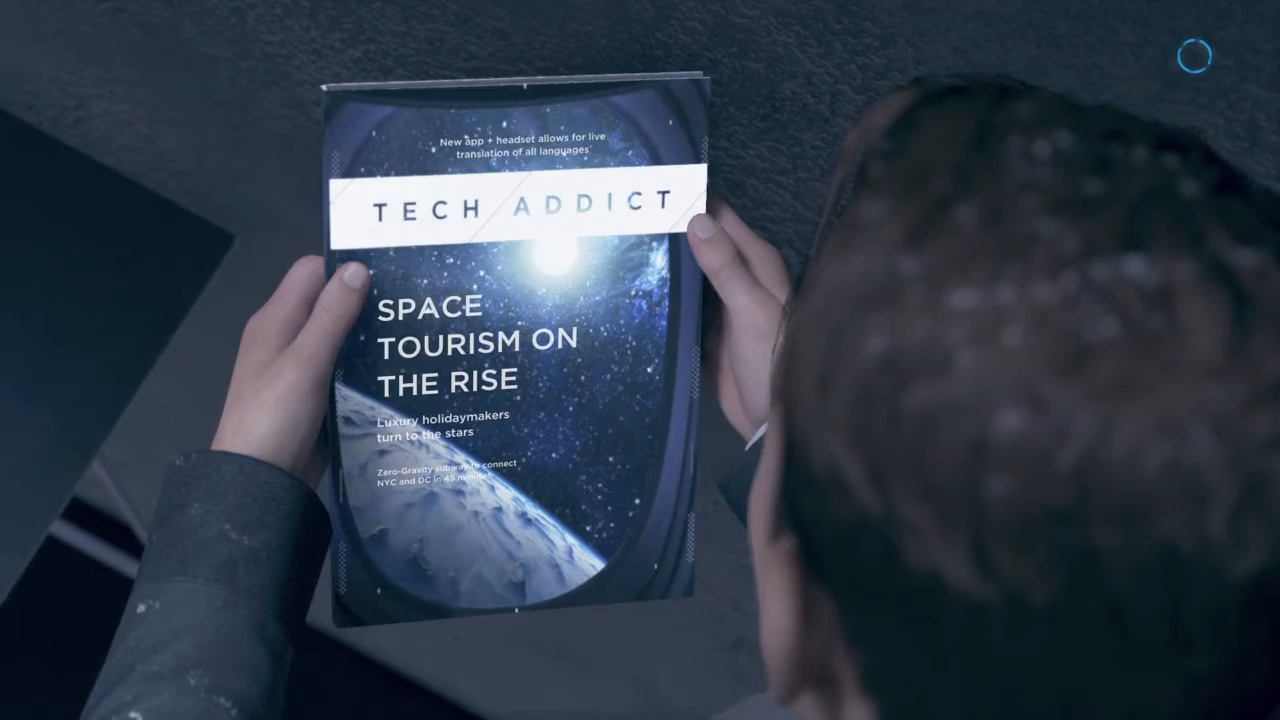 New app + headset allows for live
translation of all languages
TECH ADDICT
SPACE
TOURISM ON
THE RISE
Luxury holidaymakers
turn to the stars
Zero-Gravity subway to connect
NYC and DC in 45 minutes